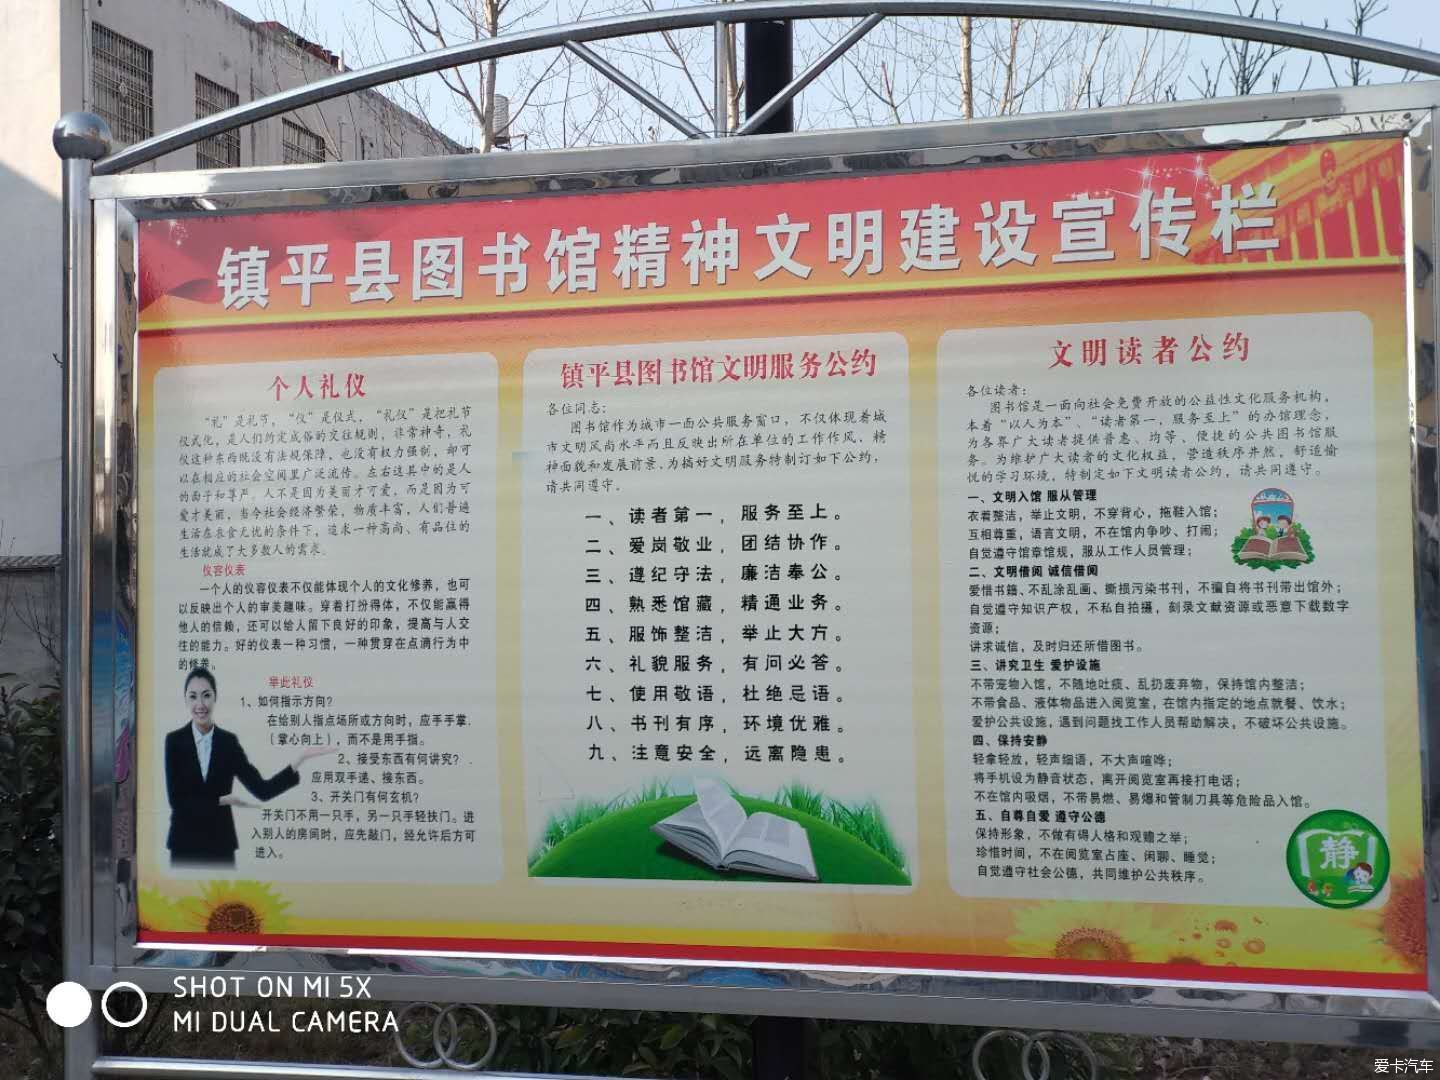 镇平县图书馆精神文明建设宣传栏
个人礼仪
“礼”是礼节，“仪”是仪式，“礼仪”是把礼节
仪式化，是人们约定成俗的交往规则，非常神奇，礼
仪这种东西既没有法规保障，也没有权力强制，却可
以在相应的社会空间里广泛流传。左右这其中的是人
的面子和尊严。人不是因为美丽才可爱，而是因为可
爱才美丽，当今社会经济繁荣，物质丰富，人们普遍
生活在衣食无忧的条件下，追求一种高尚、有品位的
生活就成了大多数人的需求。
仪容仪表
一个人的仪容仪表不仅能体现个人的文化修养，也可
以反映出个人的审美趣味。穿着打扮得体，不仅能赢得
他人的信赖，还可以给人留下良好的印象，提高与人交
往的能力。好的仪表一种习惯，一种贯穿在点滴行为中
的修养。
举此礼仪
1、如何指示方向？
在给别人指点场所或方向时，应手手掌.
（掌心向上），而不是用手指。
2、接受东西有何讲究？.
应用双手递、接东西。
3、开关门有何玄机？
开关门不用一只手，另一只手轻扶门。进
入别人的房间时，应先敲门，经允许后方可
进入。
镇平县图书馆文明服务公约
各位同志：
图书馆作为城市一面公共服务窗口，不仅体现着城
市文明风尚水平而且反映出所在单位的工作作风、精
神面貌和发展前景，为搞好文明服务特制订如下公约，
请共同遵守。
一、读者第一，服务至上。
二、爱岗敬业，团结协作。
三、遵纪守法，廉洁奉公。
四、熟悉馆藏，精通业务。
五、服饰整洁，举止大方。
六、礼貌服务，有问必答。
七、使用敬语，杜绝忌语。
八、书刊有序，环境优雅。
九、注意安全，远离隐患。
文明读者公约
各位读者：
图书馆是一面向社会免费开放的公益性文化服务机构，
本着“以人为本”、“读者第一，服务至上”的办馆理念，
为各界广大读者提供普惠、均等、便捷的公共图书馆服
务。为维护广大读者的文化权益，营造秩序井然，舒适愉
悦的学习环境，特制定如下文明读者公约，请共同遵守。
一、文明入馆 服从管理
衣着整洁，举止文明，不穿背心，拖鞋入馆；
互相尊重，语言文明，不在馆内争吵、打闹；
自觉遵守馆章馆规，服从工作人员管理；
二、文明借阅 诚信借阅
爱惜书籍、不乱涂乱画、撕损污染书刊，不擅自将书刊带出馆外；
自觉遵守知识产权，不私自拍摄，刻录文献资源或恶意下载数字
资源；
讲求诚信，及时归还所借图书。
三、讲究卫生 爱护设施
不带宠物入馆，不随地吐痰、乱扔废弃物，保持馆内整洁；
不带食品、液体物品进入阅览室，在馆内指定的地点就餐、饮水；
爱护公共设施，遇到问题找工作人员帮助解决，不破坏公共设施。
四、保持安静
轻拿轻放，轻声细语，不大声喧哗；
将手机设为静音状态，离开阅览室再接打电话；
不在馆内吸烟，不带易燃、易爆和管制刀具等危险品入馆。
五、自尊自爱 遵守公德
保持形象，不做有碍人格和观赡之举；
珍惜时间，不在阅览室占座、闲聊、睡觉；
自觉遵守社会公德，共同维护公共秩序。
静
SHOT ON MI 5X
MI DUAL CAMERA
爱卡汽车